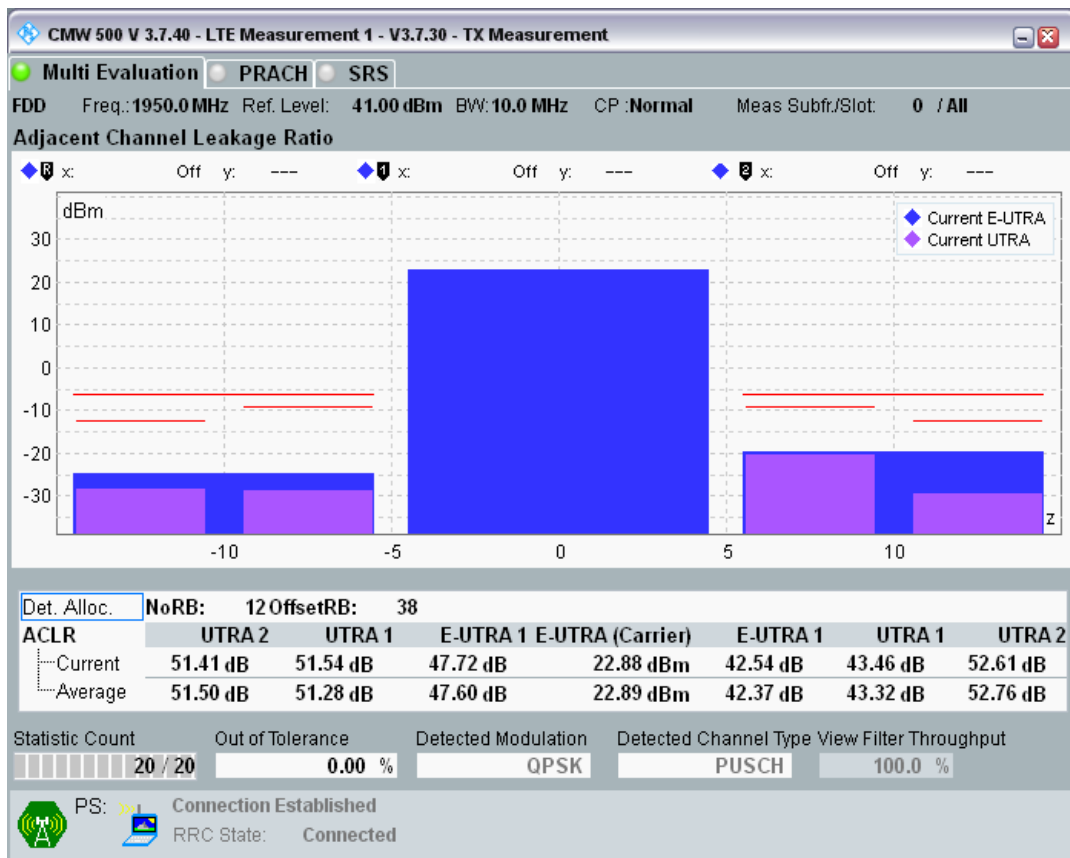 CMW 500 V 3.7.40 - LTE Measurement 1 - V3.7.30 - TX Measurement
Multi Evaluation PRACH SRS
FDD Freq.: 1950.0 MHz Ref. Level: 41.00 dBm BW: 10.0 MHz CP :Normal Meas Subfr./Slot: 0 / All
Adjacent Channel Leakage Ratio
R x: Off y: --- 1 x: Off y: --- 2 x: Off y: ---
dBm
Current E-UTRA
Current UTRA
30
20
10
0
-10
-20
-30
z
-10 -5 0 5 10
Det. Alloc. NoRB: 12 OffsetRB: 38
ACLR UTRA 2 UTRA 1 E-UTRA 1 E-UTRA (Carrier) E-UTRA 1 UTRA 1 UTRA 2
Current 51.41 dB 51.54 dB 47.72 dB 22.88 dBm 42.54 dB 43.46 dB 52.61 dB
Average 51.50 dB 51.28 dB 47.60 dB 22.89 dBm 42.37 dB 43.32 dB 52.76 dB
Statistic Count Out of Tolerance Detected Modulation Detected Channel Type View Filter Throughput
20 / 20 0.00 % QPSK PUSCH 100.0 %
PS: Connection Established
RRC State: Connected